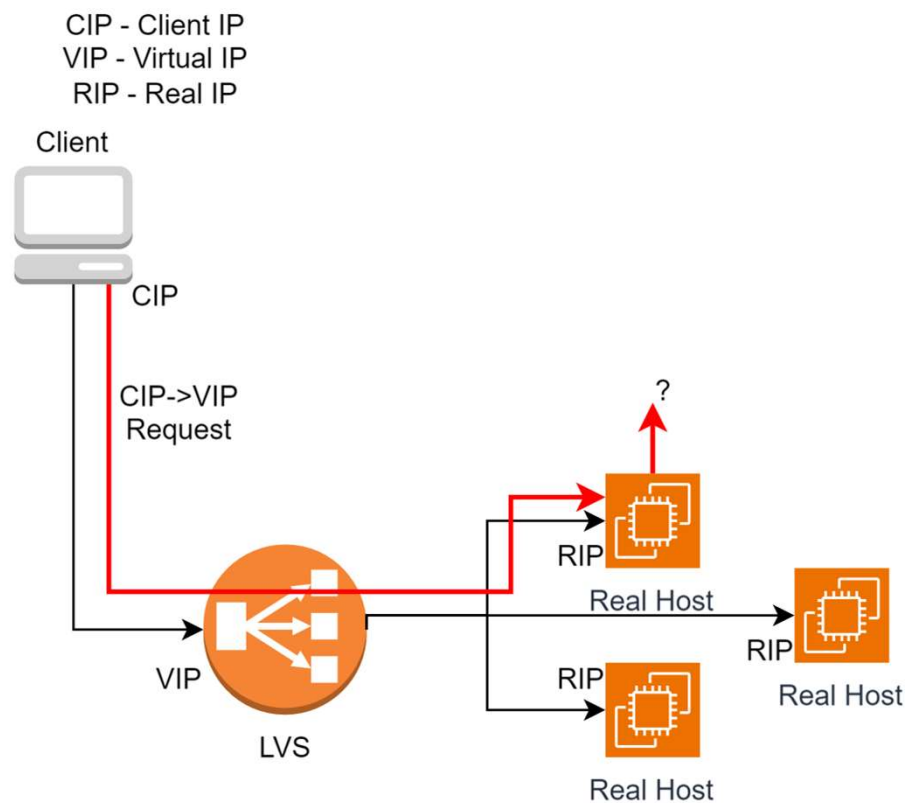 CIP - Client IP
VIP - Virtual IP
RIP - Real IP
Client
CIP
CIP->VIP
Request
?
RIP
Real Host
RIP
Real Host
VIP
RIP
LVS
Real Host